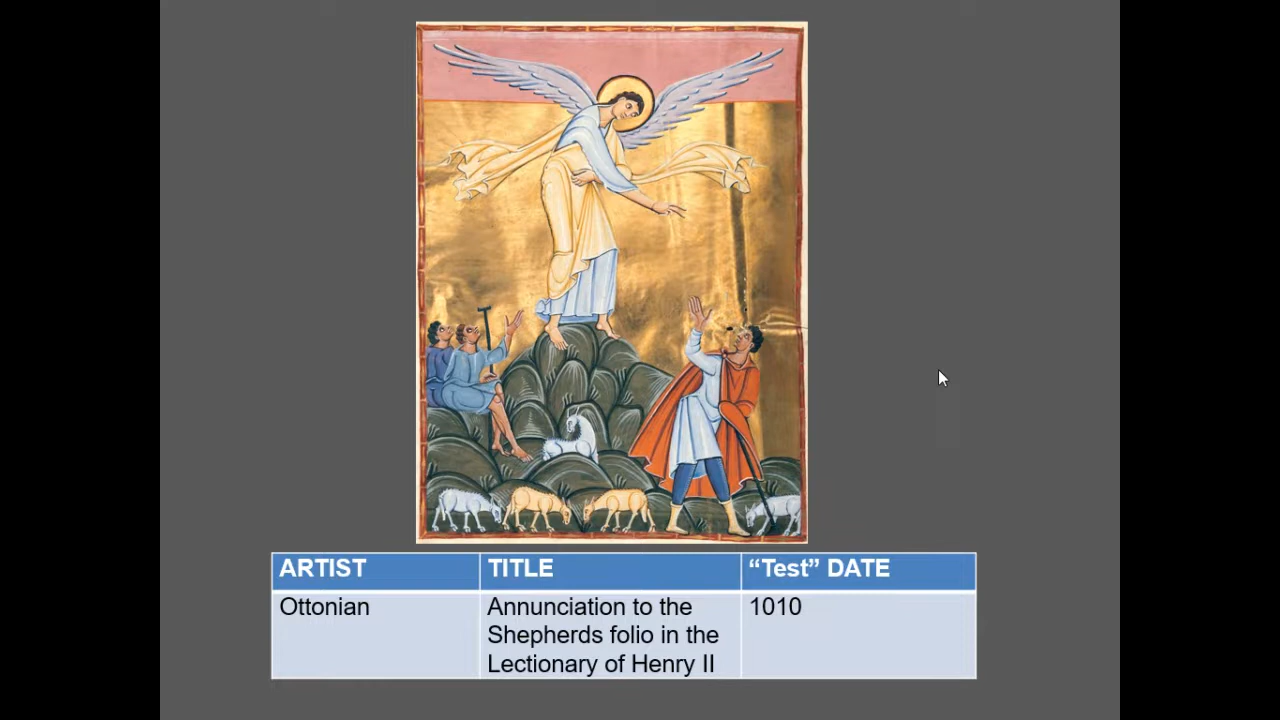 ARTIST TITLE “Test” DATE
Ottonian Annunciation to the 1010
Shepherds folio in the
Lectionary of Henry II